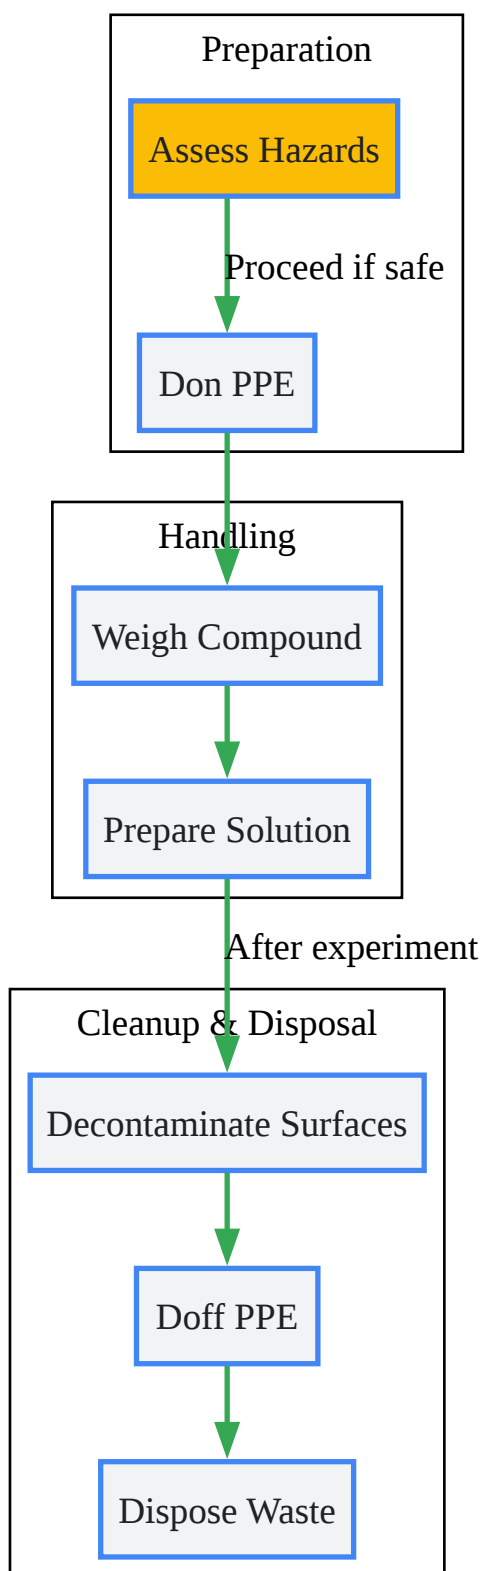 Preparation
Assess Hazards
Proceed if safe
Don PPE
Handling
Weigh Compound
Prepare Solution
After experiment
Cleanup & Disposal
Decontaminate Surfaces
Doff PPE
Dispose Waste